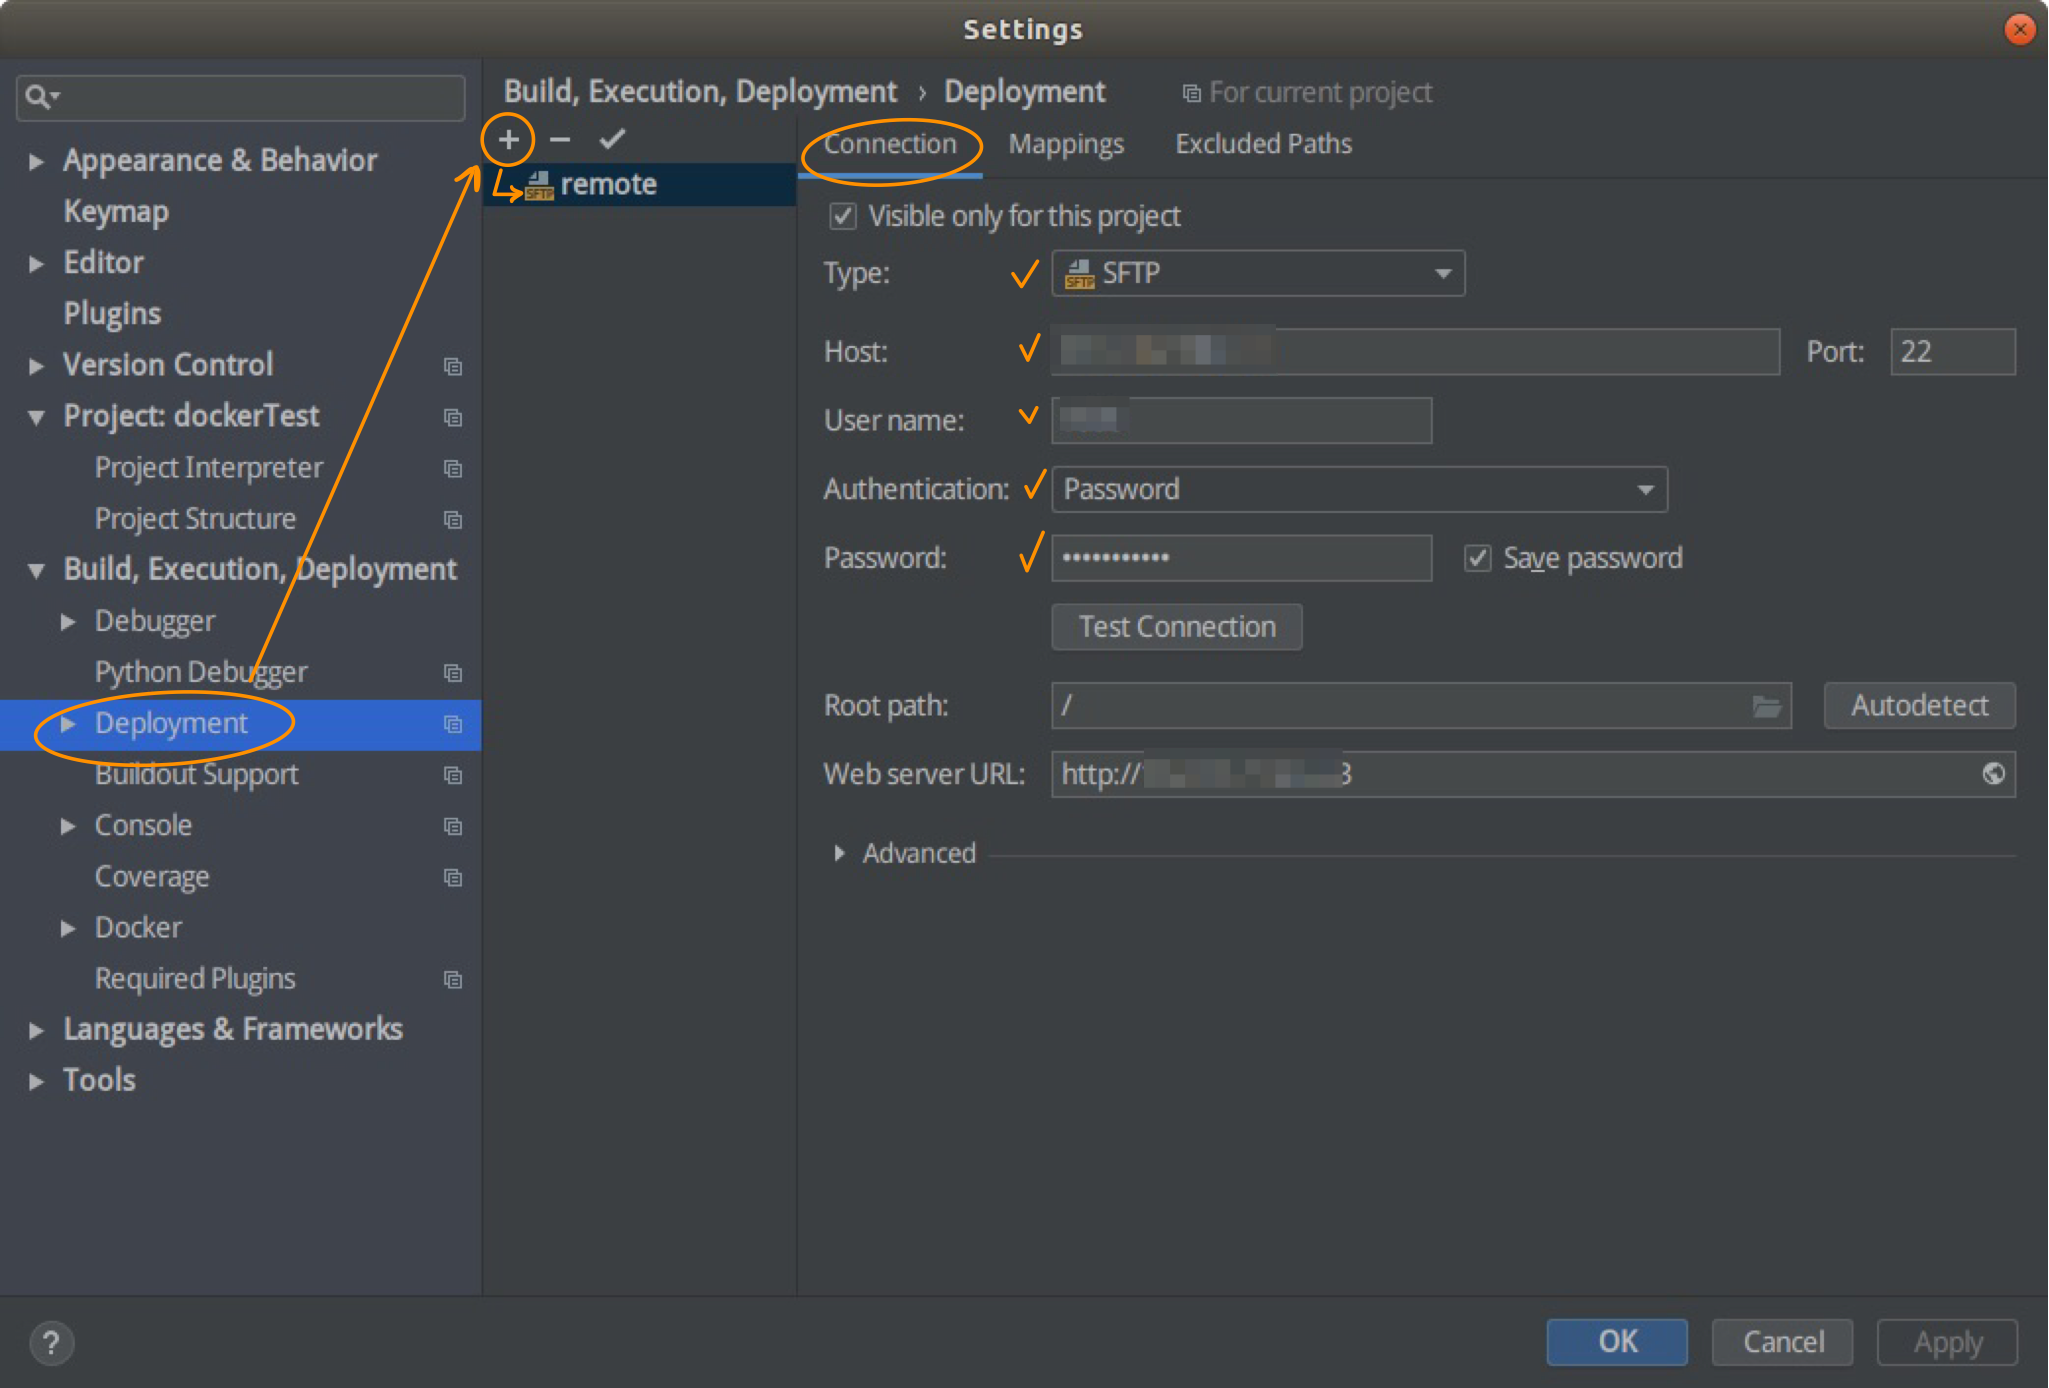 Settings
Appearance & Behavior
Keymap
Editor
Plugins
Version Control
Project: dockerTest
Project Interpreter
Project Structure
Build, Execution, Deployment
Debugger
Python Debugger
Deployment
Buildout Support
Console
Coverage
Docker
Required Plugins
Languages & Frameworks
Tools
Build, Execution, Deployment › Deployment For current project
remote
Connection Mappings Excluded Paths
Visible only for this project
Type: SFTP
Host: Port: 22
User name:
Authentication: Password
Password: ••••••••••• Save password
Test Connection
Root path: / Autodetect
Web server URL: http:// 3
Advanced
? OK Cancel Apply